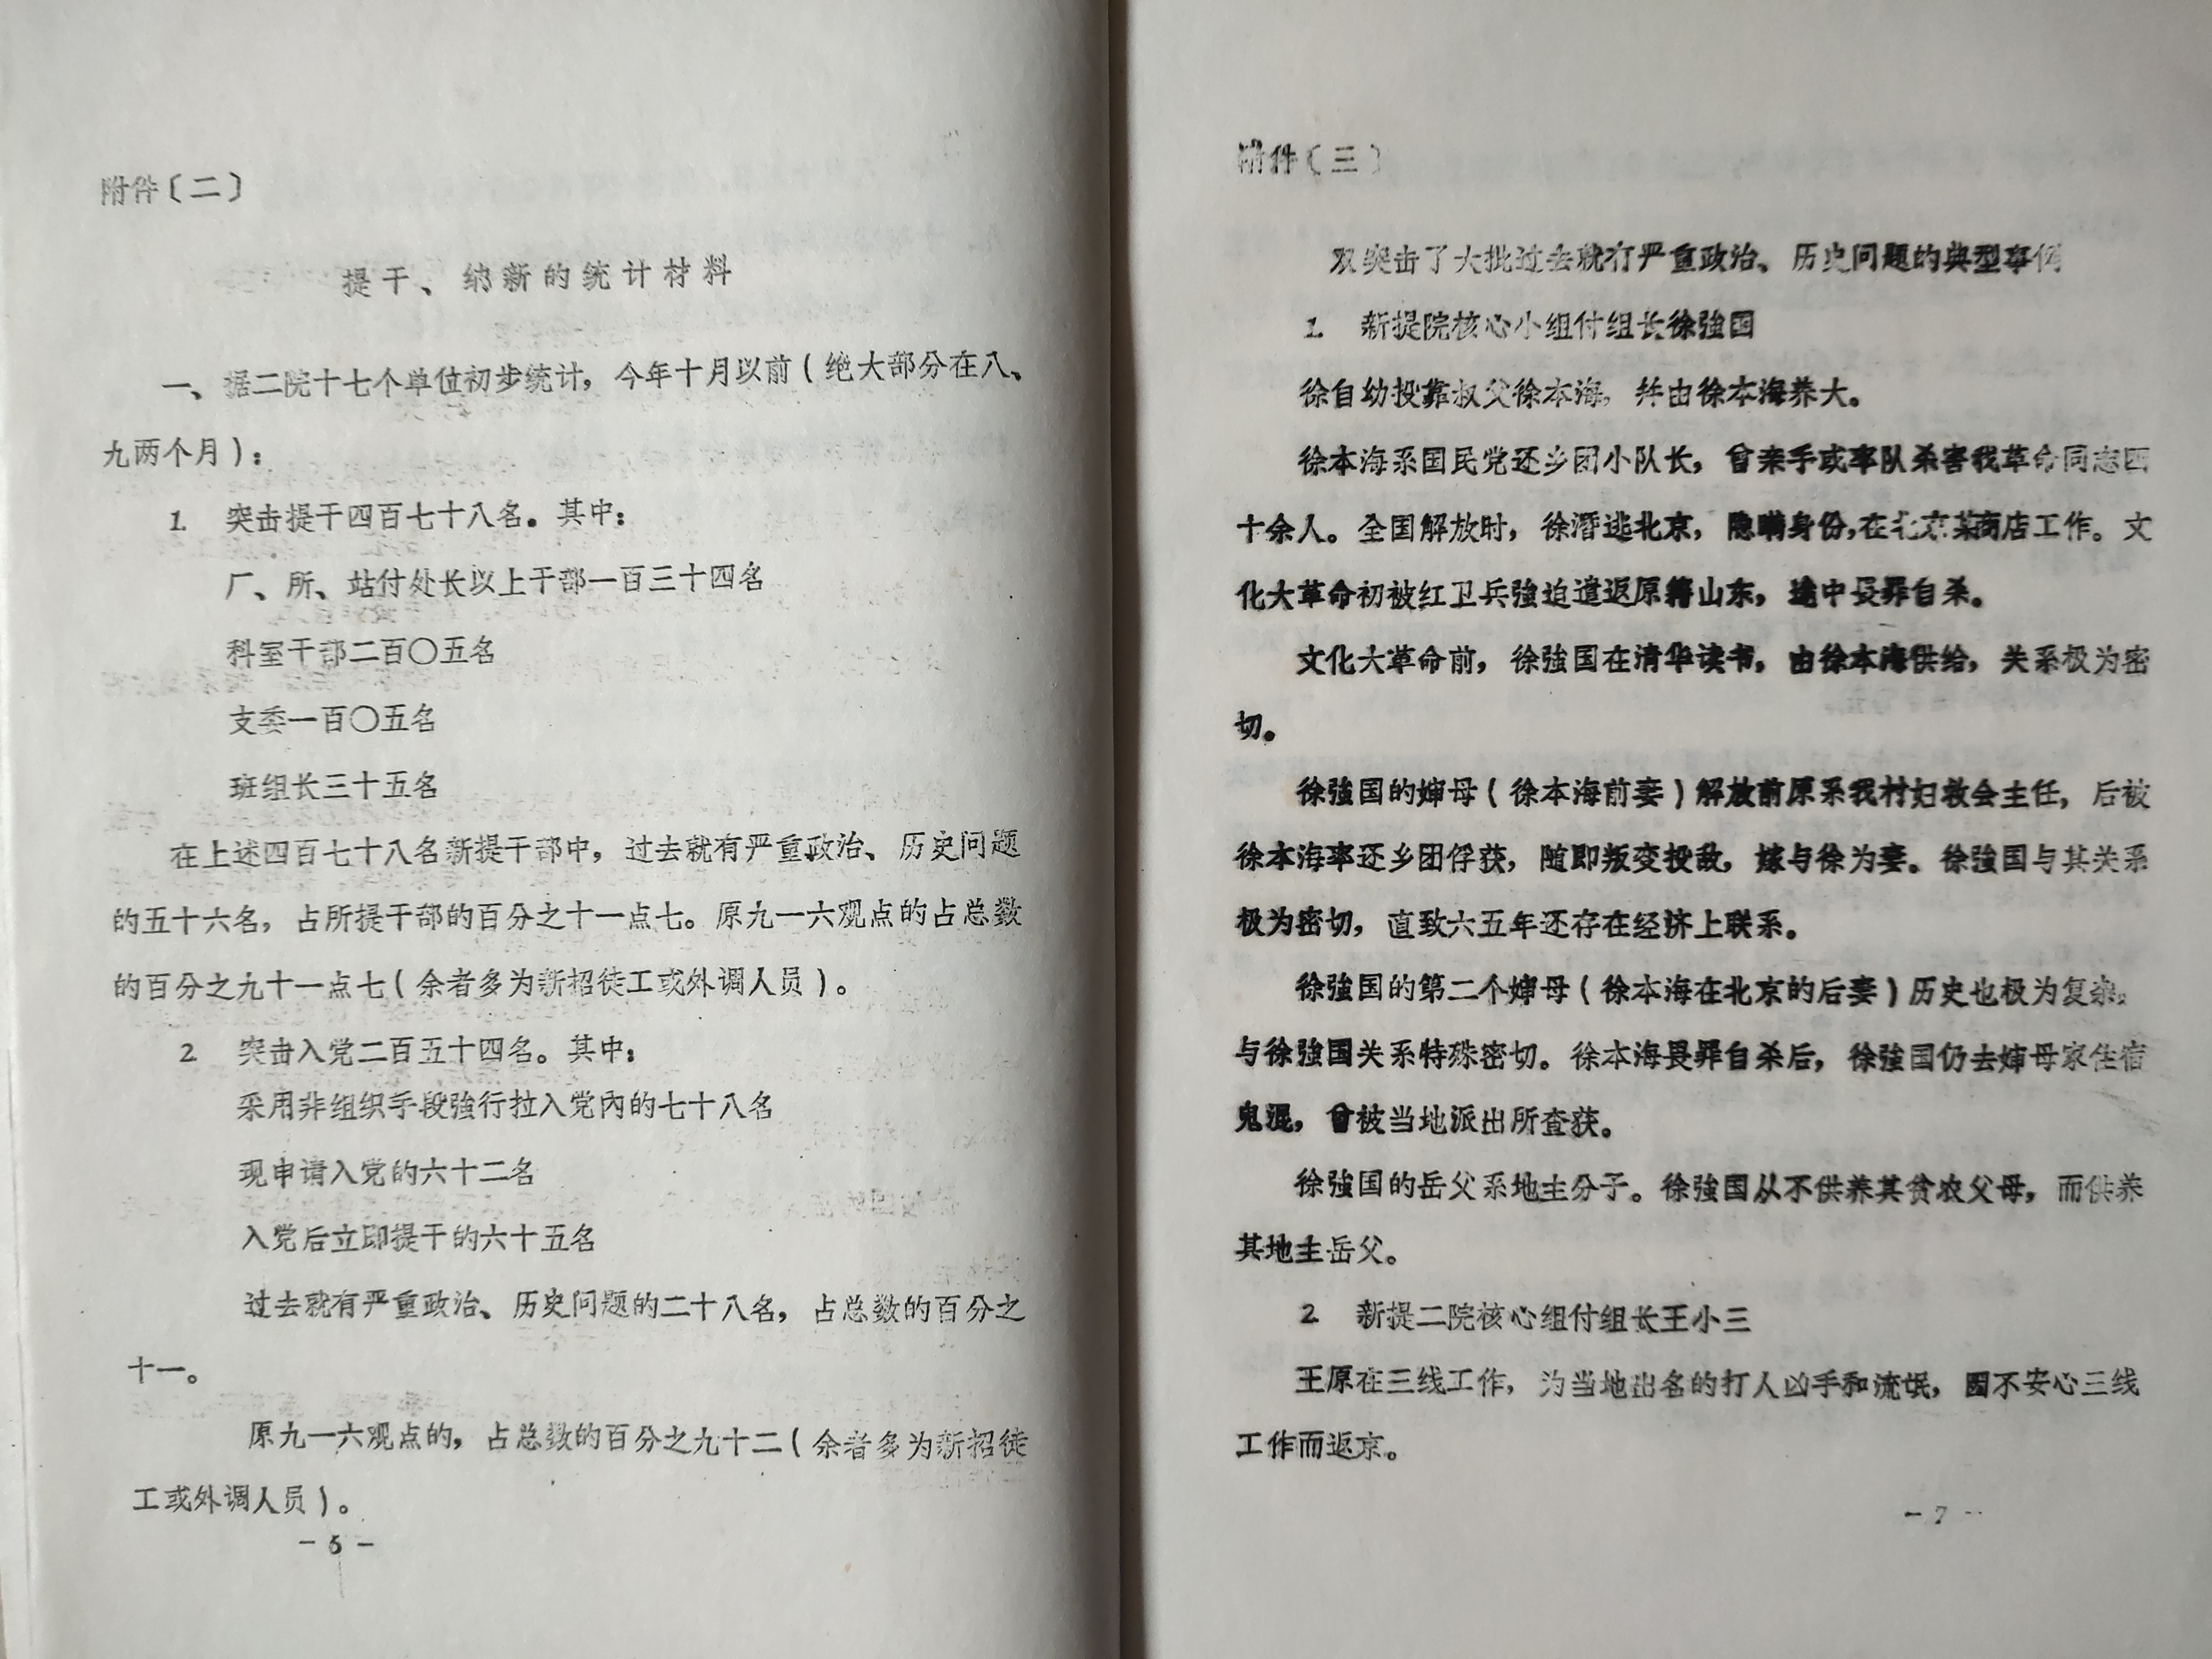 附件〔二〕
提干、纳新的统计材料
一、据二院十七个单位初步统计，今年十月以前(绝大部分在八、
九两个月)：
1. 突击提干四百七十八名。其中：
厂、所、站付处长以上干部一百三十四名
科室干部二百〇五名
支委一百〇五名
班组长三十五名
在上述四百七十八名新提干部中，过去就有严重政治、历史问题
的五十六名，占所提干部的百分之十一点七。原九一六观点的占总数
的百分之九十一点七(余者多为新招徒工或外调人员)。
2. 突击入党二百五十四名。其中：
采用非组织手段強行拉入党內的七十八名
现申请入党的六十二名
入党后立即提干的六十五名
过去就有严重政治、历史问题的二十八名，占总数的百分之
十一。
原九一六观点的，占总数的百分之九十二(余者多为新招徒
工或外调人员)。
－6－
附件〔三〕
双突击了大批过去就有严重政治、历史问题的典型事例
1. 新提院核心小组付组长徐強国
徐自幼投靠叔父徐本海，并由徐本海养大。
徐本海系国民党还乡团小队长，曾亲手或率队杀害我革命同志四
十余人。全国解放时，徐潜逃北京，隐瞒身份，在北京某商店工作。文
化大革命初被红卫兵強迫遣返原籍山东，途中畏罪自杀。
文化大革命前，徐強国在清华读书，由徐本海供给，关系极为密
切。
徐強国的婶母(徐本海前妻)解放前原系我村妇救会主任，后被
徐本海率还乡团俘获，随即叛变投敌，嫁与徐为妻。徐強国与其关系
极为密切，直致六五年还存在经济上联系。
徐強国的第二个婶母(徐本海在北京的后妻)历史也极为复杂，
与徐強国关系特殊密切。徐本海畏罪自杀后，徐強国仍去婶母家住宿
鬼混，曾被当地派出所查获。
徐強国的岳父系地主分子。徐強国从不供养其贫农父母，而供养
其地主岳父。
2. 新提二院核心组付组长王小三
王原在三线工作，为当地出名的打人凶手和流氓，因不安心三线
工作而返京。
－7－